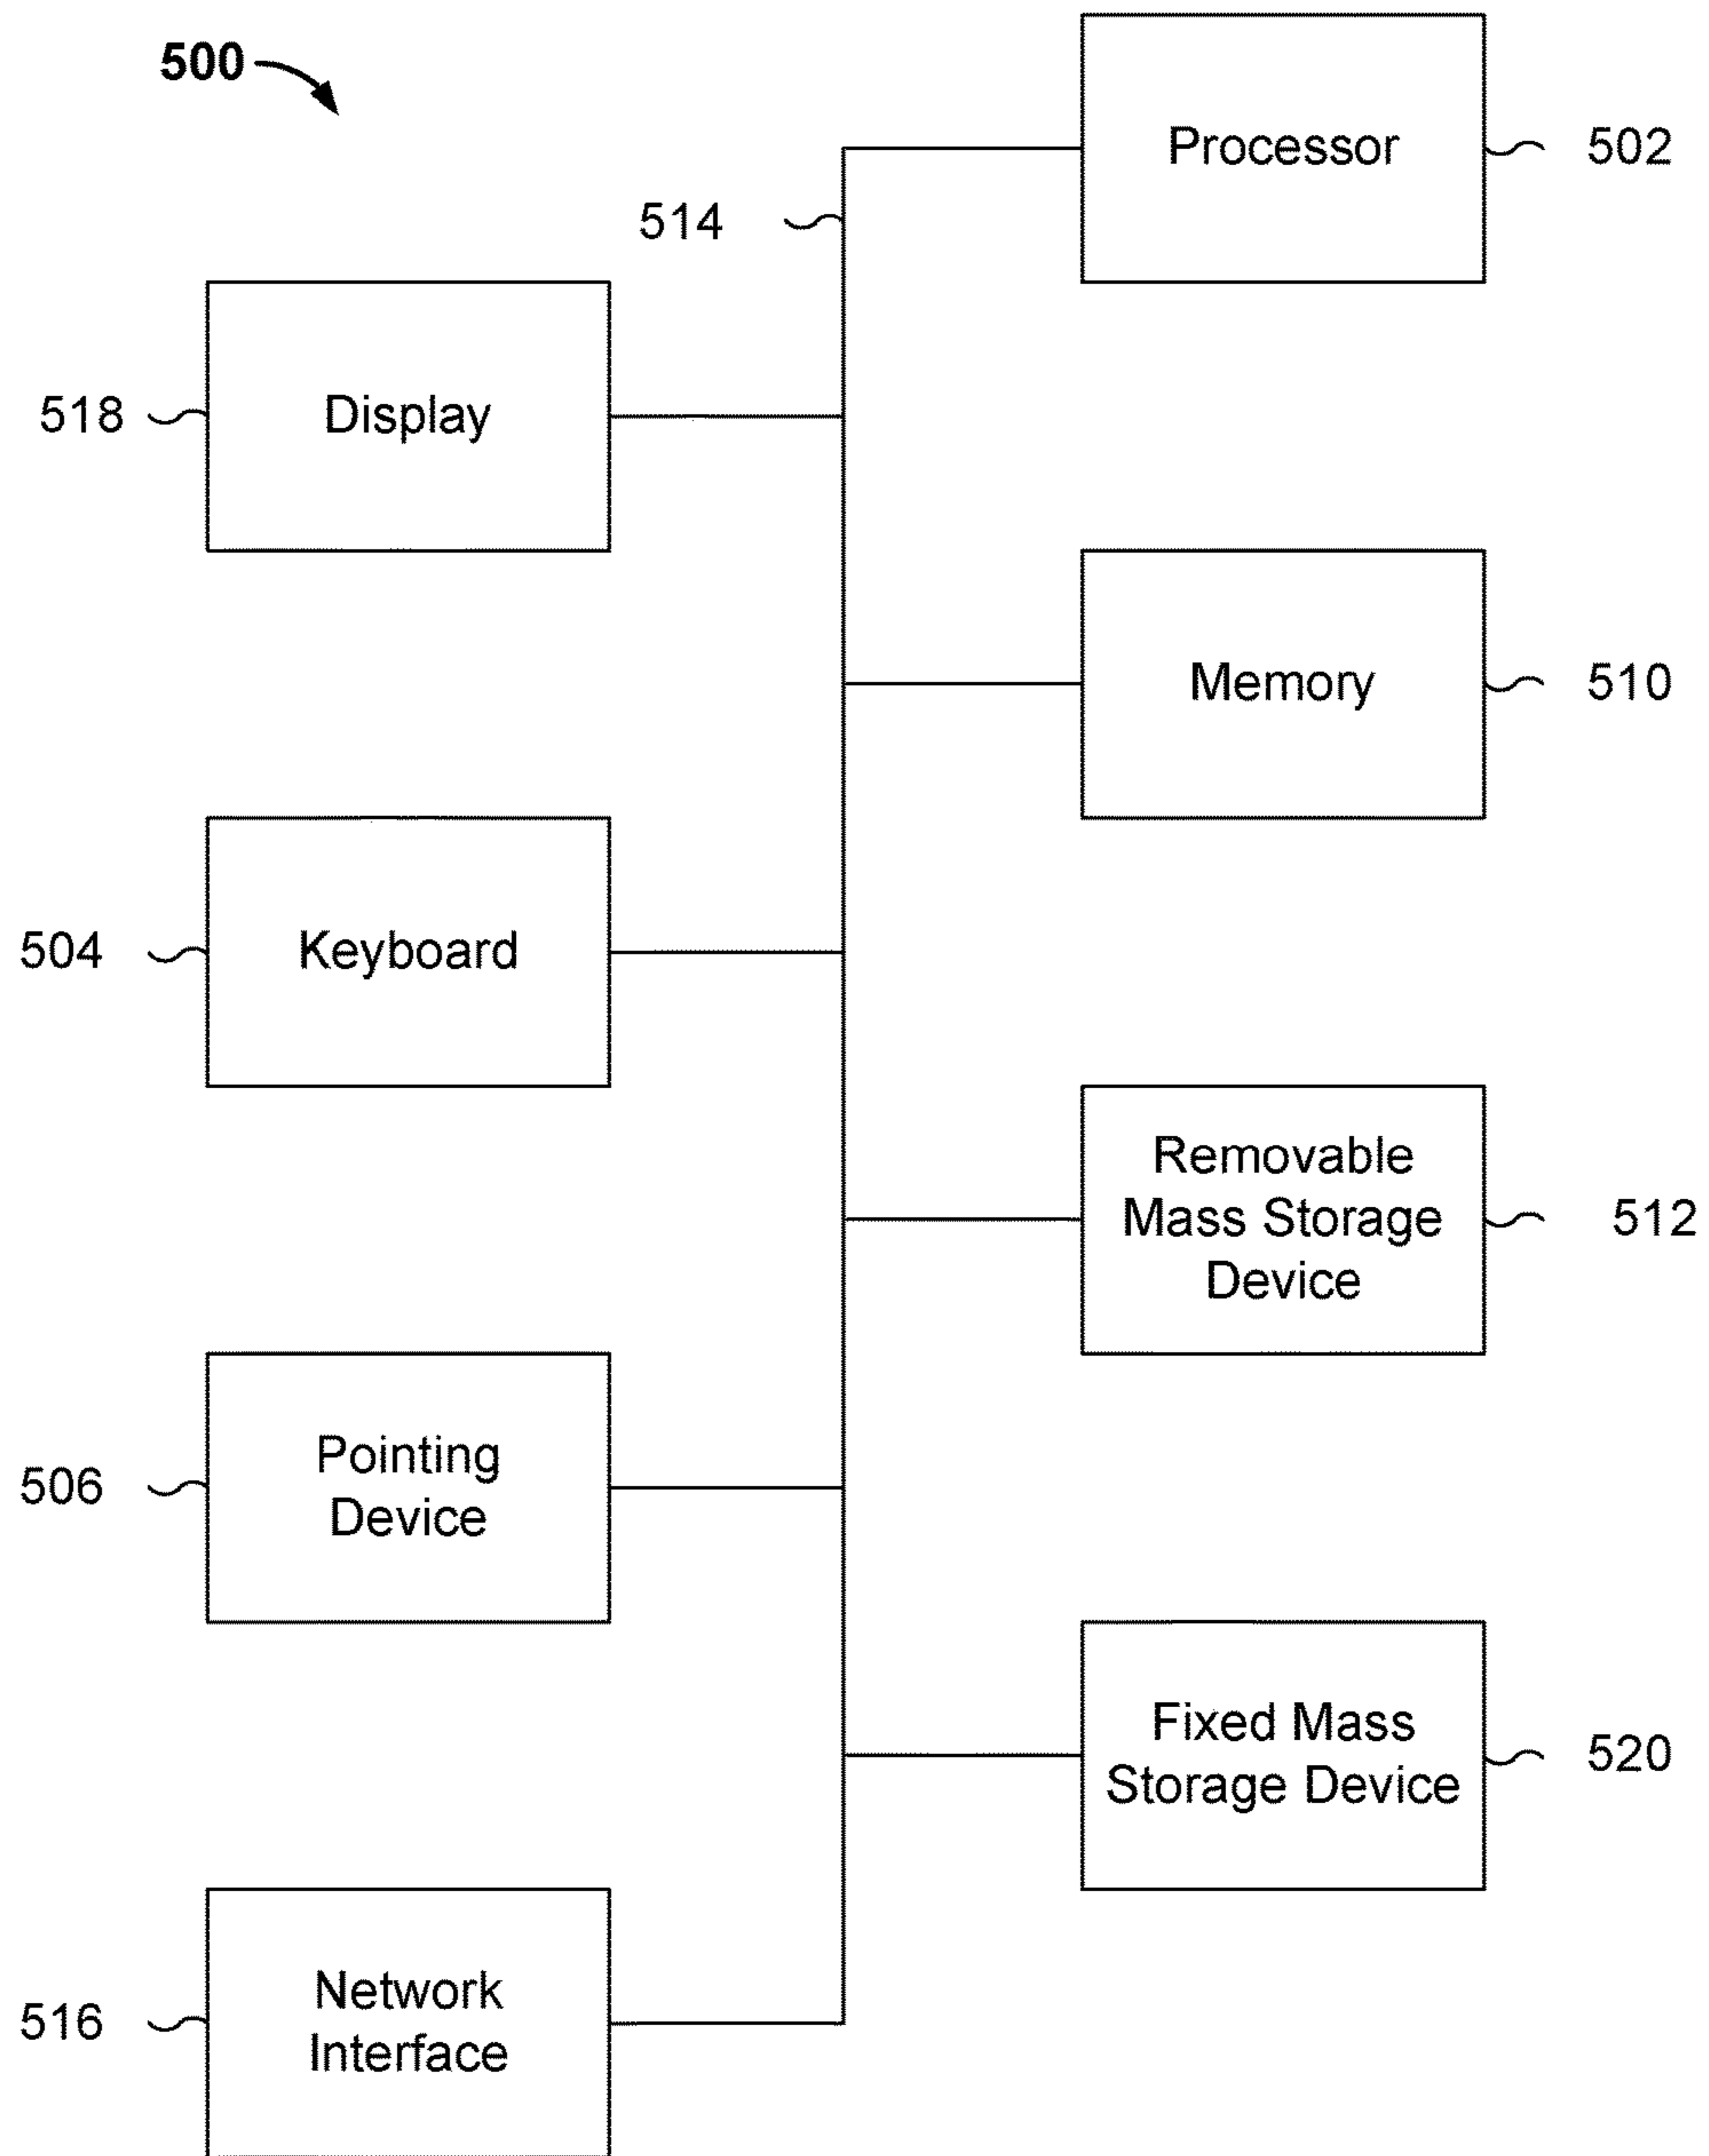 500
Processor
502
514
518
Display
Memory
510
504
Keyboard
Removable
Mass Storage
Device
512
506
Pointing
Device
Fixed Mass
Storage Device
520
516
Network
Interface